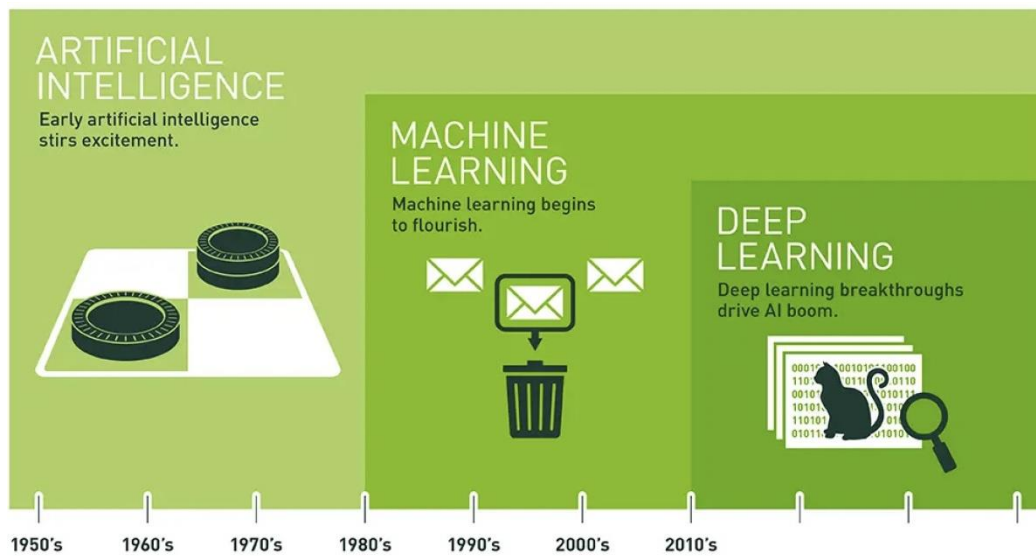 ARTIFICIAL
INTELLIGENCE
Early artificial intelligence
stirs excitement.
MACHINE
LEARNING
Machine learning begins
to flourish.
DEEP
LEARNING
Deep learning breakthroughs
drive AI boom.
1950's 1960's 1970's 1980's 1990's 2000's 2010's